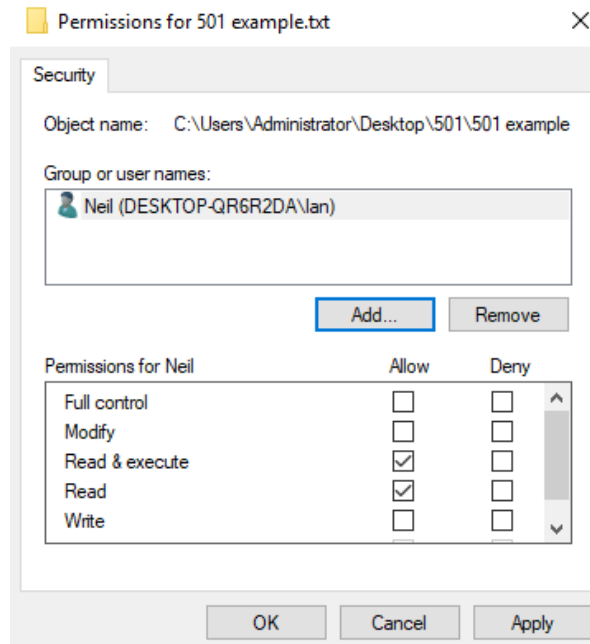 Permissions for 501 example.txt
Security
Object name: C:\Users\Administrator\Desktop\501\501 example
Group or user names:
Neil (DESKTOP-QR6R2DA\Ian)
Add... Remove
Permissions for Neil Allow Deny
Full control
Modify
Read & execute
Read
Write
OK Cancel Apply